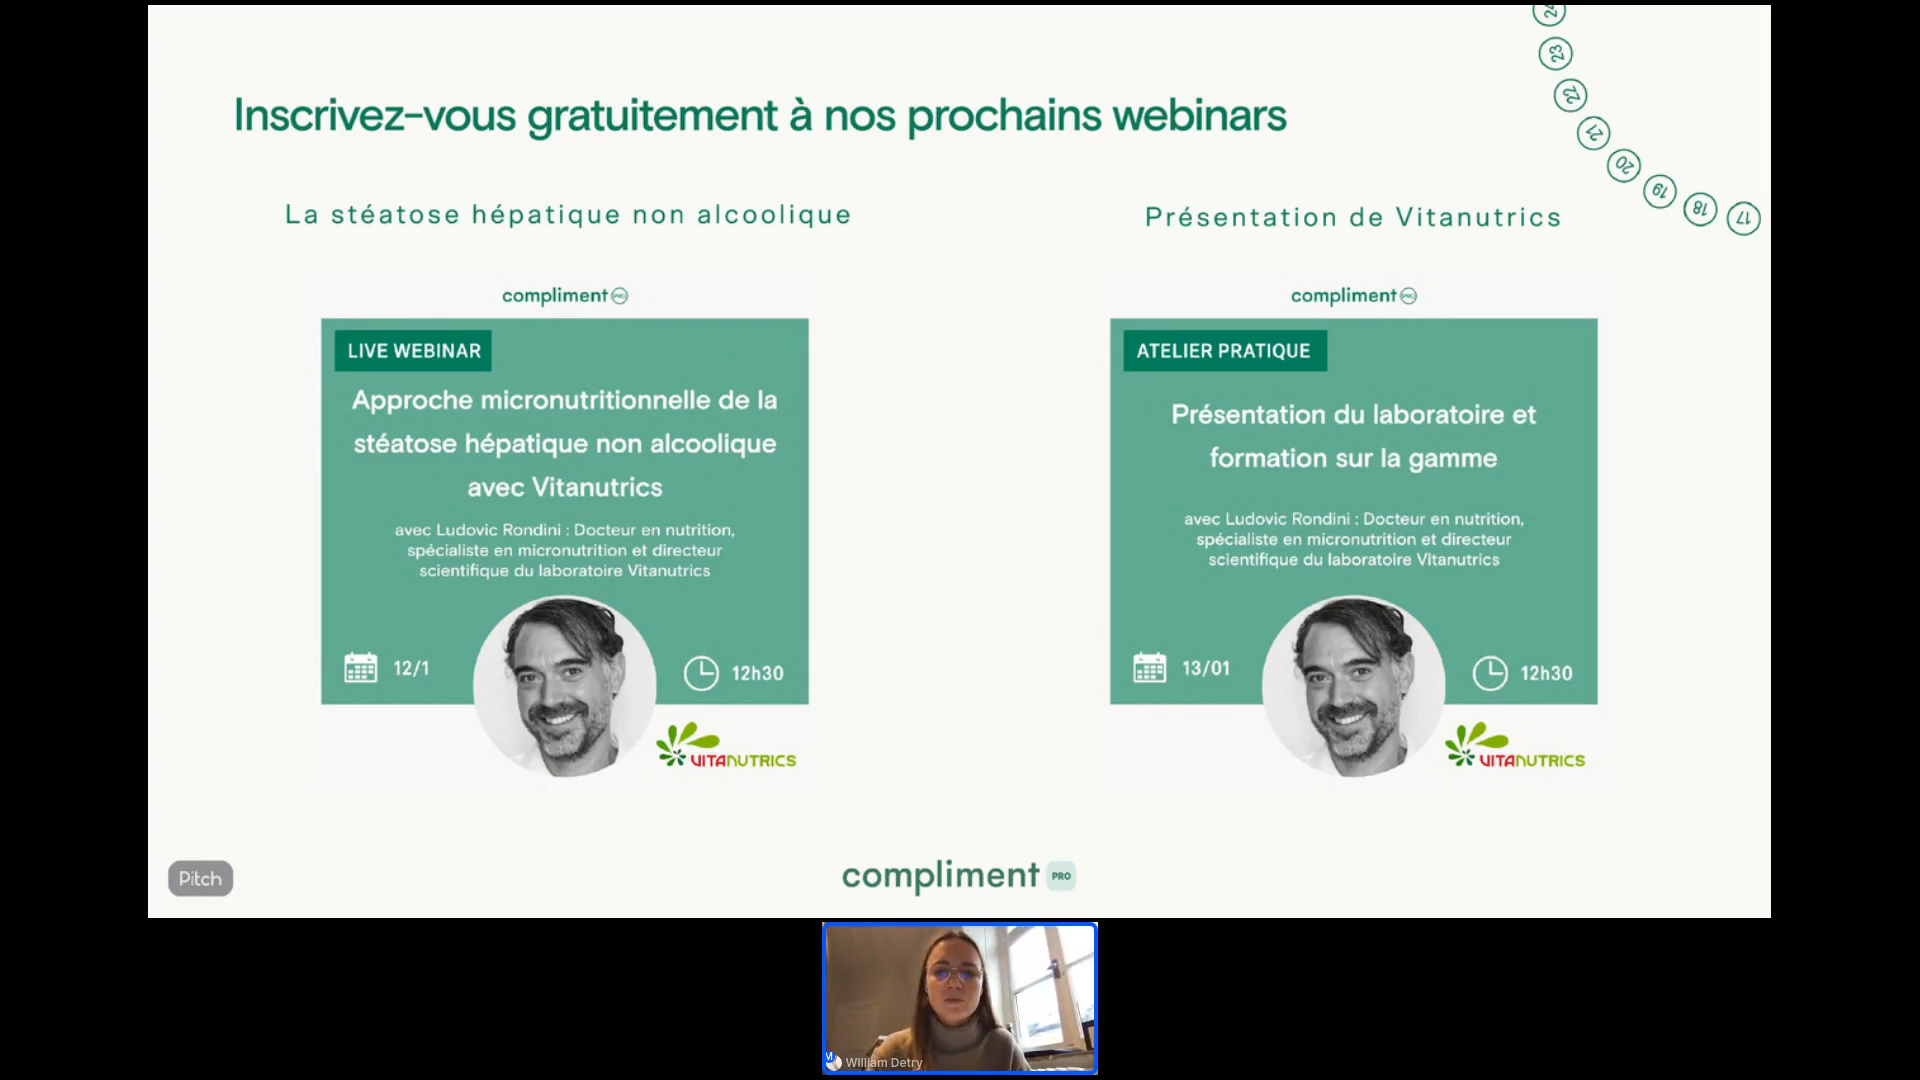 24
23
22
21
20
19
18
17
Inscrivez-vous gratuitement à nos prochains webinars
La stéatose hépatique non alcoolique
compliment PRO
LIVE WEBINAR
Approche micronutritionnelle de la
stéatose hépatique non alcoolique
avec Vitanutrics
avec Ludovic Rondini : Docteur en nutrition,
spécialiste en micronutrition et directeur
scientifique du laboratoire Vitanutrics
12/1
12h30
VITANUTRICS
Présentation de Vitanutrics
compliment PRO
ATELIER PRATIQUE
Présentation du laboratoire et
formation sur la gamme
avec Ludovic Rondini : Docteur en nutrition,
spécialiste en micronutrition et directeur
scientifique du laboratoire Vitanutrics
13/01
12h30
VITANUTRICS
Pitch
compliment PRO
M
William Detry